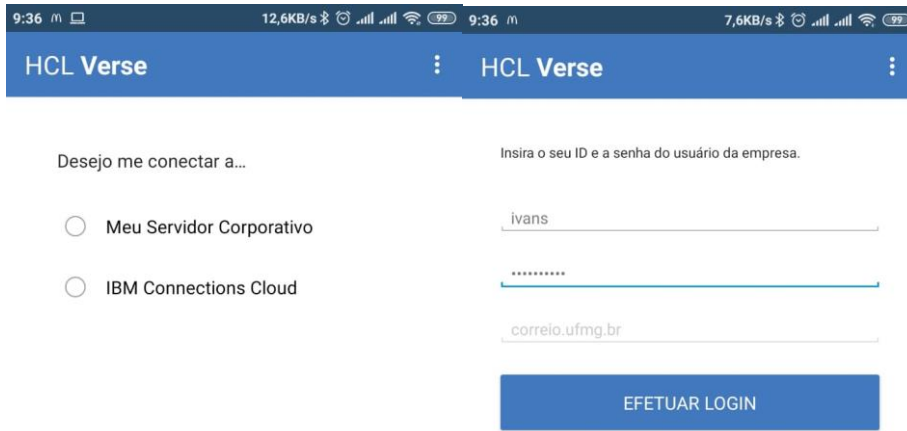 9:36
12,6KB/s
99
HCL Verse
Desejo me conectar a...
Meu Servidor Corporativo
IBM Connections Cloud
9:36
7,6KB/s
99
HCL Verse
Insira o seu ID e a senha do usuário da empresa.
ivans
••••••••••
correio.ufmg.br
EFETUAR LOGIN